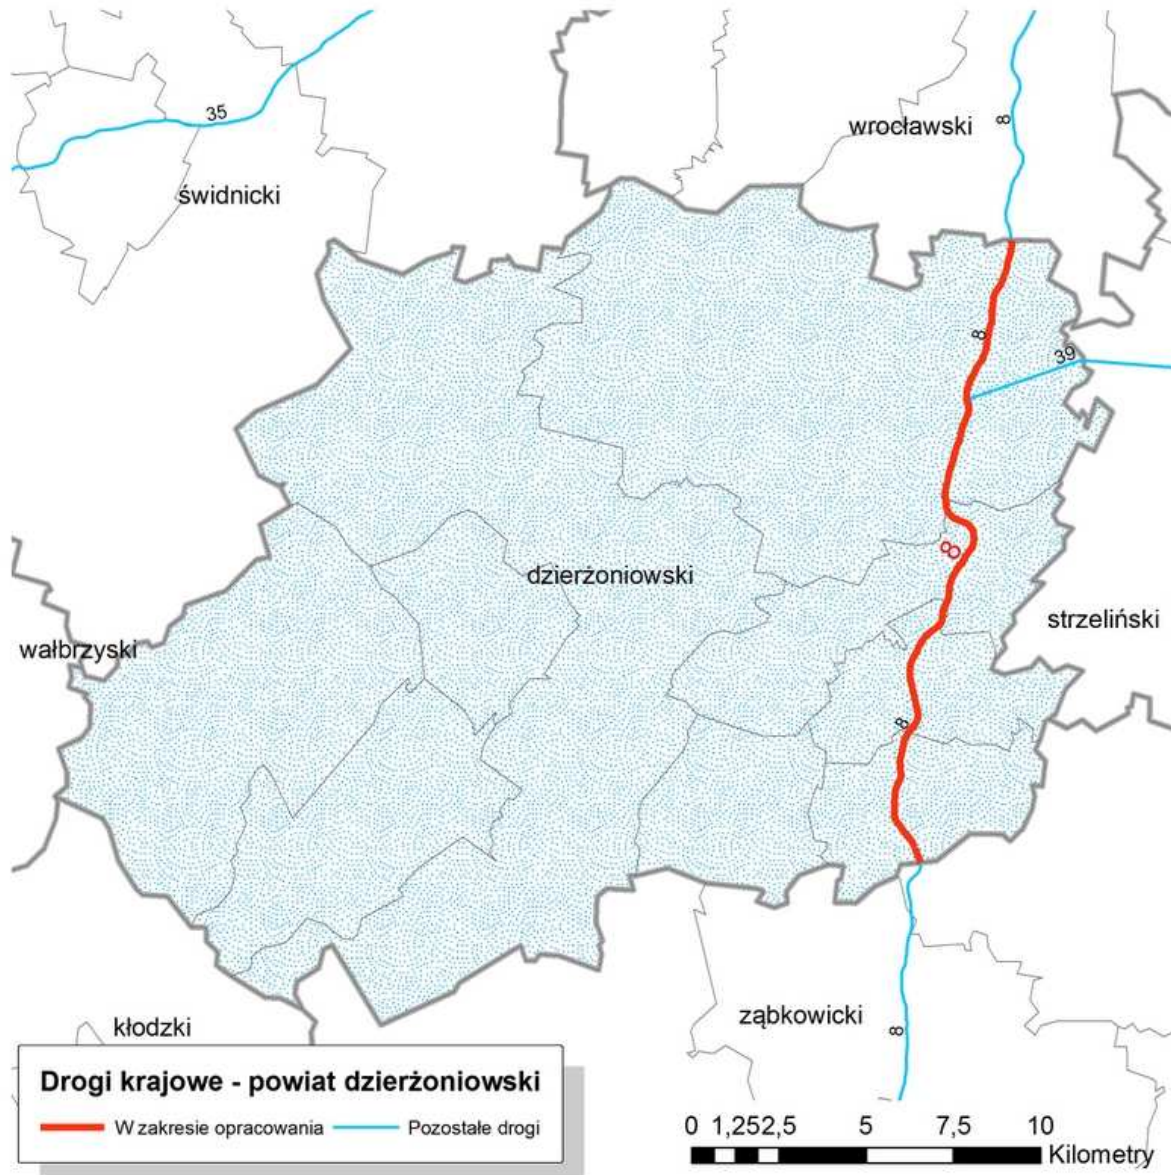 35
8
wrocławski
świdnicki
8
39
8
dzierżoniowski
strzeliński
wałbrzyski
8
ząbkowicki
kłodzki
8
Drogi krajowe - powiat dzierżoniowski
W zakresie opracowania Pozostałe drogi
0 1,252,5 5 7,5 10
Kilometry